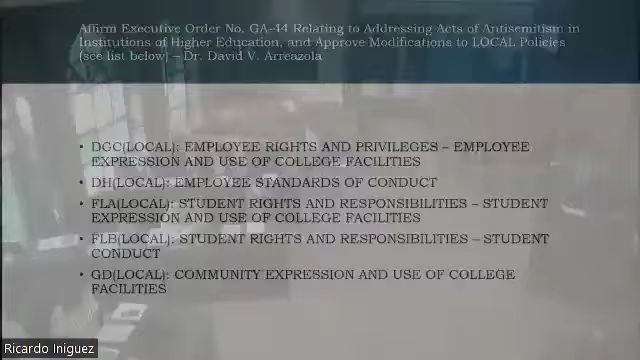 Affirm Executive Order No. GA-44 Relating to Addressing Acts of Antisemitism in
Institutions of Higher Education, and Approve Modifications to LOCAL Policies
(see list below) – Dr. David V. Arreazola
• DGC(LOCAL): EMPLOYEE RIGHTS AND PRIVILEGES – EMPLOYEE
EXPRESSION AND USE OF COLLEGE FACILITIES
• DH(LOCAL): EMPLOYEE STANDARDS OF CONDUCT
• FLA(LOCAL): STUDENT RIGHTS AND RESPONSIBILITIES – STUDENT
EXPRESSION AND USE OF COLLEGE FACILITIES
• FLB(LOCAL): STUDENT RIGHTS AND RESPONSIBILITIES – STUDENT
CONDUCT
• GD(LOCAL): COMMUNITY EXPRESSION AND USE OF COLLEGE
FACILITIES
Ricardo Iniguez